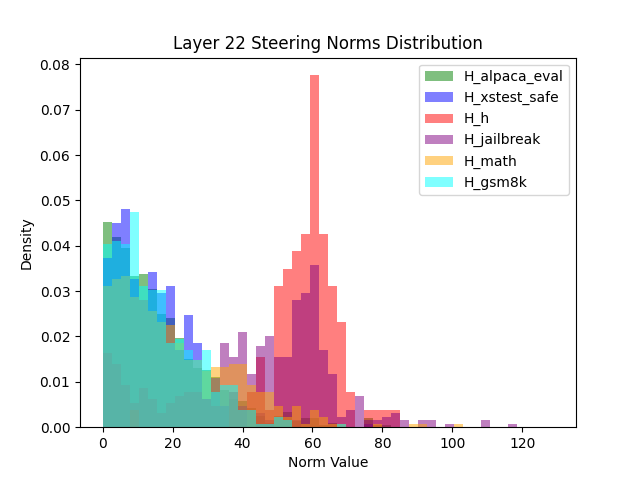 Layer 22 Steering Norms Distribution
H_alpaca_eval
H_xstest_safe
H_h
H_jailbreak
H_math
H_gsm8k
Density
0.08
0.07
0.06
0.05
0.04
0.03
0.02
0.01
0.00
0 20 40 60 80 100 120
Norm Value